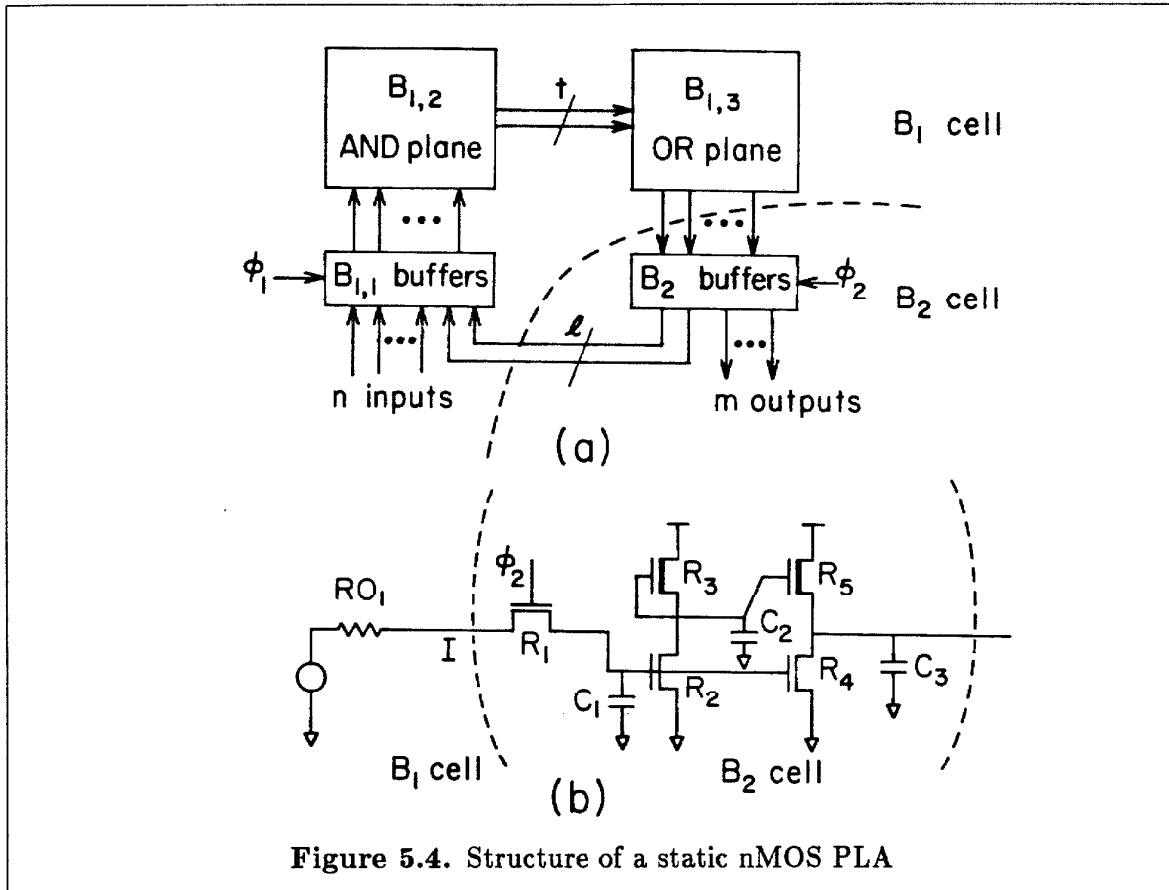 B₁,₂
AND plane
t
B₁,₃
OR plane
B₁ cell
•••
•••
ϕ₁
B₁,₁ buffers
B₂ buffers
ϕ₂
B₂ cell
•••
ℓ
•••
n inputs
m outputs
(a)
ϕ₂
R₃
R₅
RO₁
I
R₁
C₂
C₁
R₂
R₄
C₃
B₁ cell
B₂ cell
(b)
Figure 5.4. Structure of a static nMOS PLA